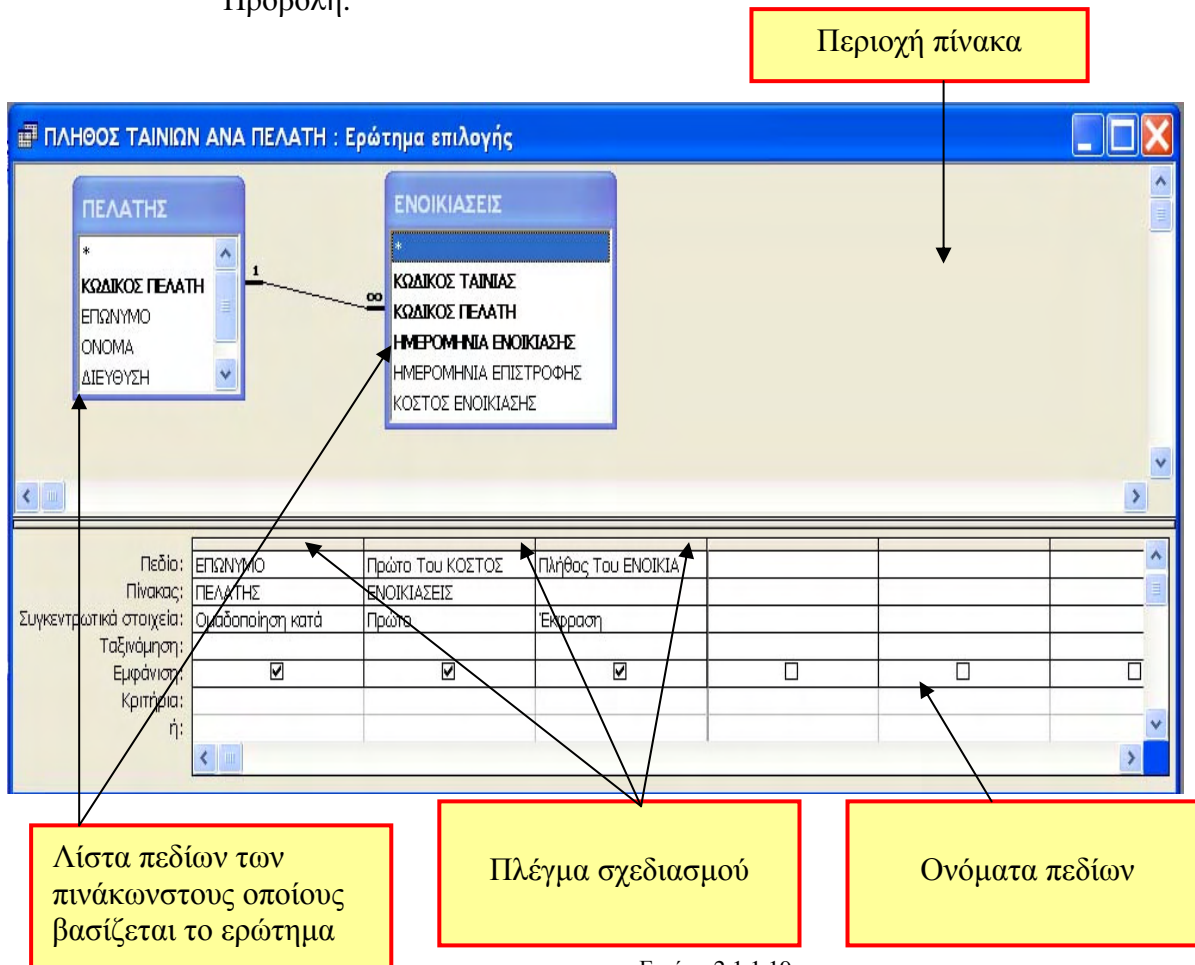 Προβολή.
Περιοχή πίνακα
ΠΛΗΘΟΣ ΤΑΙΝΙΩΝ ΑΝΑ ΠΕΛΑΤΗ : Ερώτημα επιλογής
ΠΕΛΑΤΗΣ
*
ΚΩΔΙΚΟΣ ΠΕΛΑΤΗ
ΕΠΩΝΥΜΟ
ΟΝΟΜΑ
ΔΙΕΥΘΥΣΗ
1
∞
ΕΝΟΙΚΙΑΣΕΙΣ
*
ΚΩΔΙΚΟΣ ΤΑΙΝΙΑΣ
ΚΩΔΙΚΟΣ ΠΕΛΑΤΗ
ΗΜΕΡΟΜΗΝΙΑ ΕΝΟΙΚΙΑΣΗΣ
ΗΜΕΡΟΜΗΝΙΑ ΕΠΙΣΤΡΟΦΗΣ
ΚΟΣΤΟΣ ΕΝΟΙΚΙΑΣΗΣ
Πεδίο: ΕΠΩΝΥΜΟ Πρώτο Του ΚΟΣΤΟΣ Πλήθος Του ΕΝΟΙΚΙΑ
Πίνακας: ΠΕΛΑΤΗΣ ΕΝΟΙΚΙΑΣΕΙΣ
Συγκεντρωτικά στοιχεία: Ομαδοποίηση κατά Πρώτο Έκφραση
Ταξινόμηση:
Εμφάνιση:
Κριτήρια:
ή:
Λίστα πεδίων των
πινάκωνστους οποίους
βασίζεται το ερώτημα
Πλέγμα σχεδιασμού
Ονόματα πεδίων